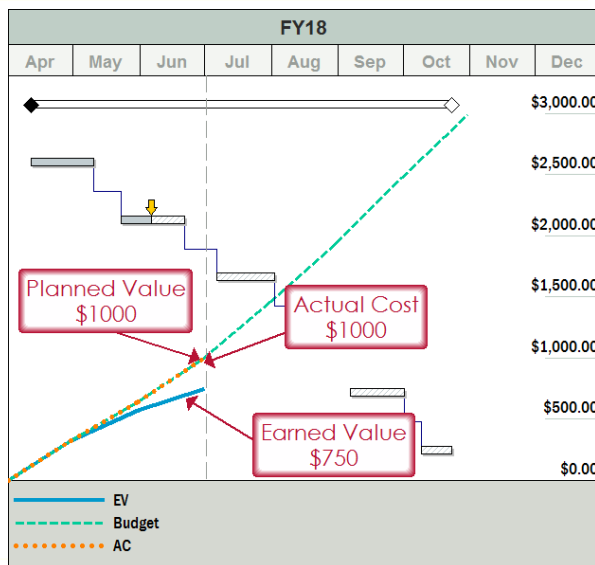 FY18
Apr May Jun Jul Aug Sep Oct Nov Dec
$3,000.00
$2,500.00
$2,000.00
$1,500.00
$1,000.00
$500.00
$0.00
Planned Value
$1000
Actual Cost
$1000
Earned Value
$750
EV
Budget
AC